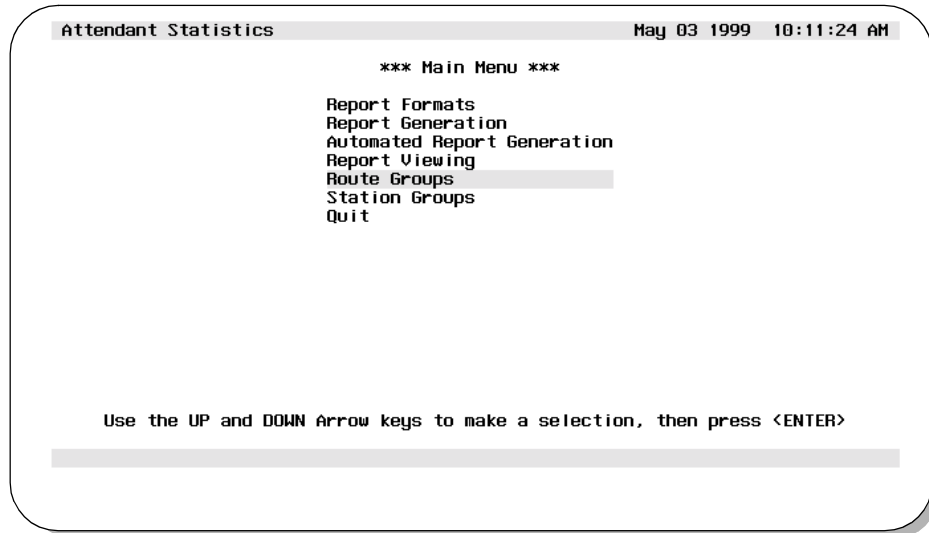 Attendant Statistics May 03 1999 10:11:24 AM
*** Main Menu ***
Report Formats
Report Generation
Automated Report Generation
Report Viewing
Route Groups
Station Groups
Quit
Use the UP and DOWN Arrow keys to make a selection, then press <ENTER>